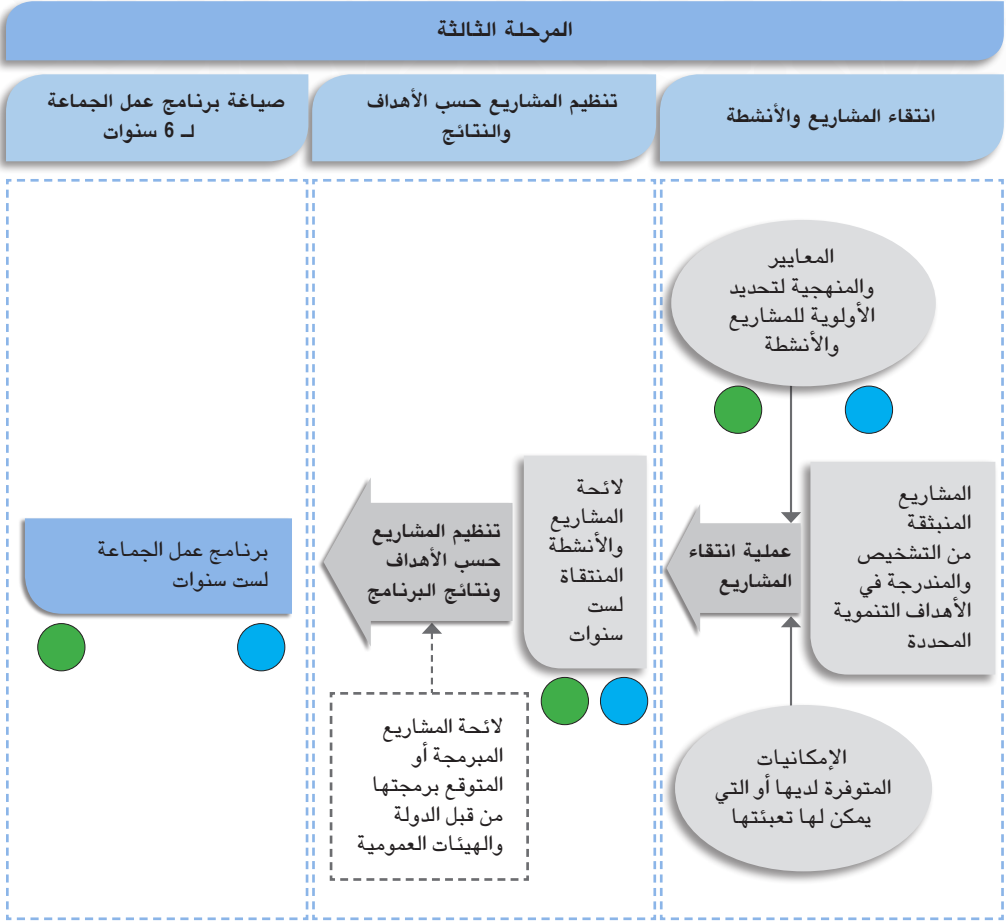 المرحلة الثالثة
انتقاء المشاريع والأنشطة
تنظيم المشاريع حسب الأهداف
والنتائج
صياغة برنامج عمل الجماعة
لـ 6 سنوات
المعايير
والمنهجية لتحديد
الأولوية للمشاريع
والأنشطة
المشاريع
المنبثقة
من التشخيص
والمندرجة في
الأهداف التنموية
المحددة
عملية انتقاء
المشاريع
الإمكانيات
المتوفرة لديها أو التي
يمكن لها تعبئتها
لائحة
المشاريع
والأنشطة
المنتقاة
لست
سنوات
تنظيم المشاريع
حسب الأهداف
ونتائج البرنامج
لائحة المشاريع
المبرمجة أو
المتوقع برمجتها
من قبل الدولة
والهيئات العمومية
برنامج عمل الجماعة
لست سنوات